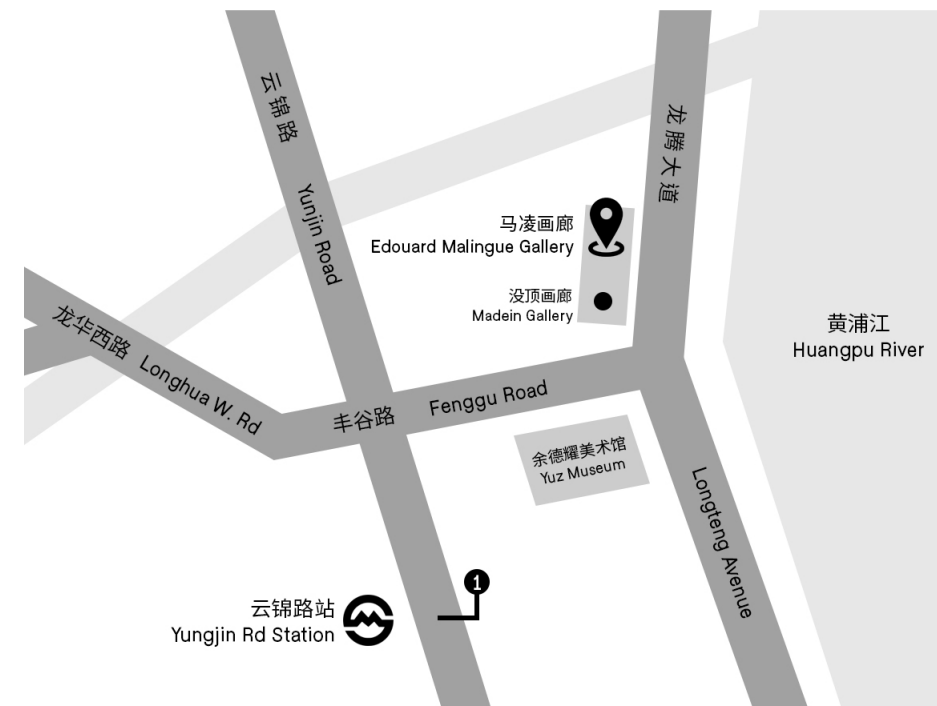 云锦路
Yunjin Road
龙腾大道
马凌画廊
Edouard Malingue Gallery
没顶画廊
Madein Gallery
黄浦江
Huangpu River
龙华西路 Longhua W. Rd
丰谷路 Fenggu Road
余德耀美术馆
Yuz Museum
Longteng Avenue
1
云锦路站
Yungjin Rd Station